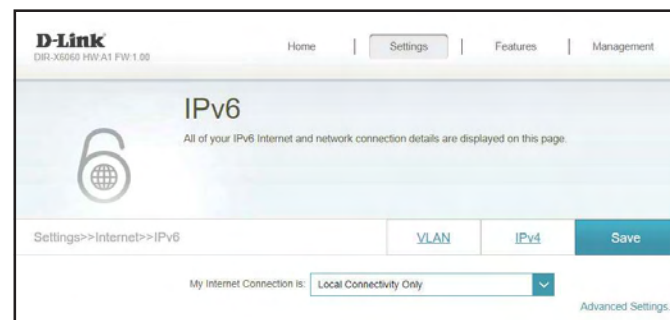 D-Link
DIR-X6060 HW:A1 FW:1.00
Home | Settings | Features | Management
IPv6
All of your IPv6 Internet and network connection details are displayed on this page.
Settings>>Internet>>IPv6
VLAN
IPv4
Save
My Internet Connection is: Local Connectivity Only
Advanced Settings.